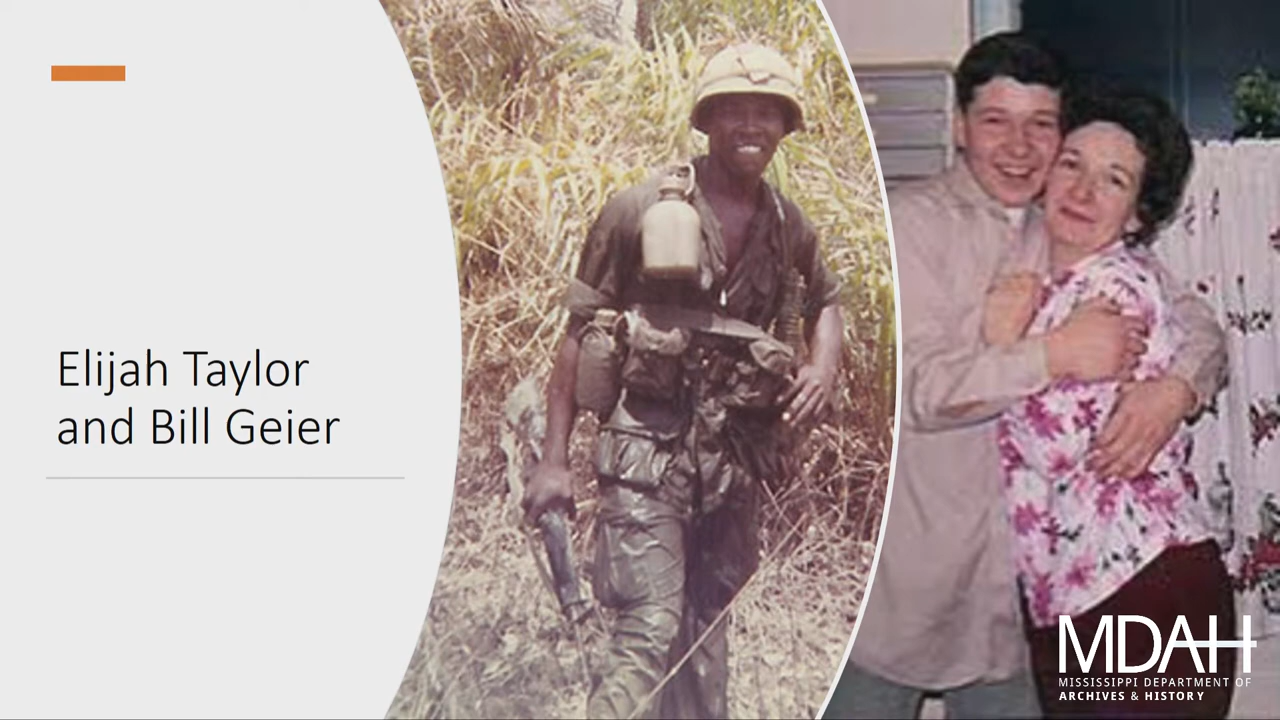 Elijah Taylor
and Bill Geier
MDAH
MISSISSIPPI DEPARTMENT OF
ARCHIVES & HISTORY